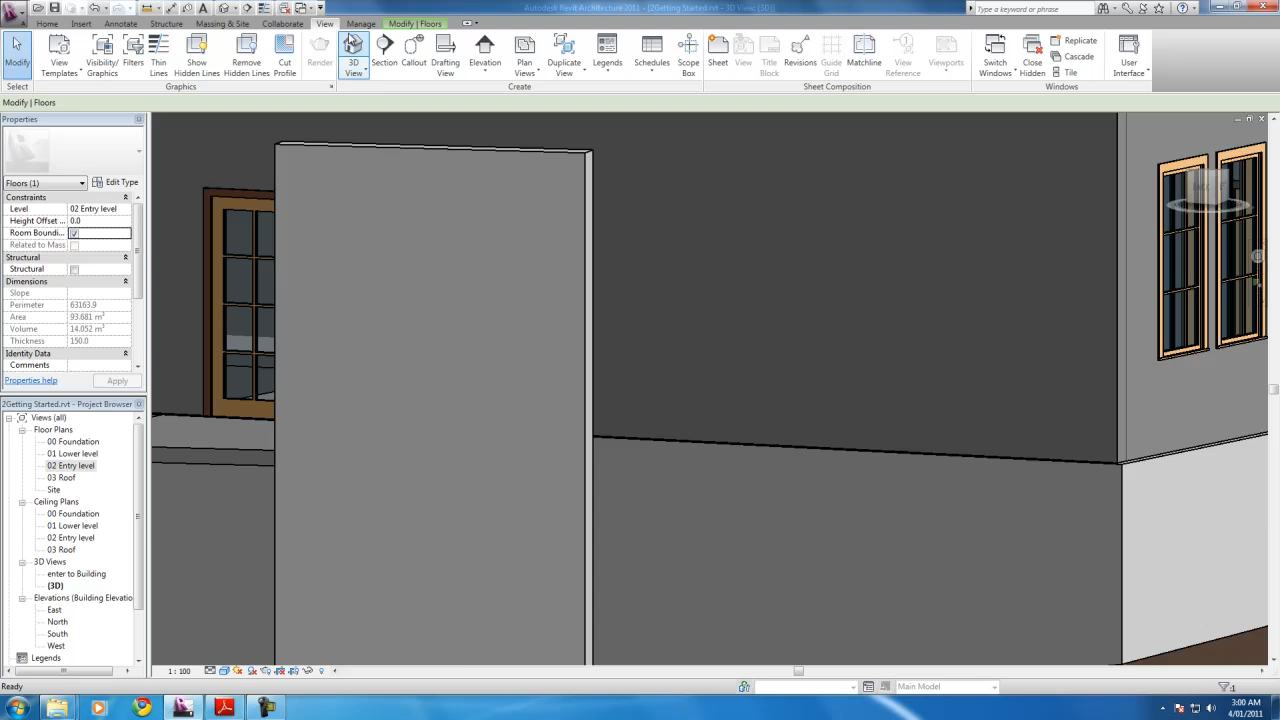 Autodesk Revit Architecture 2011 - [2Getting Started.rvt - 3D View: {3D}]
Type a keyword or phrase
Home Insert Annotate Structure Massing & Site Collaborate View Manage Modify | Floors
Modify
View Templates
Visibility/ Graphics
Filters
Thin Lines
Show Hidden Lines
Remove Hidden Lines
Cut Profile
Render
3D View
Section
Callout
Drafting View
Elevation
Plan Views
Duplicate View
Legends
Schedules
Scope Box
Sheet
View
Title Block
Revisions
Guide Grid
Matchline
View Reference
Viewports
Switch Windows
Close Hidden
Replicate
Cascade
Tile
User Interface
Select Graphics Create Sheet Composition Windows
Modify | Floors
Properties
Floors (1) Edit Type
Constraints
Level 02 Entry level
Height Offset ... 0.0
Room Boundi...
Related to Mass
Structural
Structural
Dimensions
Slope
Perimeter 63163.9
Area 93.681 m²
Volume 14.052 m³
Thickness 150.0
Identity Data
Comments
Properties help Apply
2Getting Started.rvt - Project Browser
Views (all)
Floor Plans
00 Foundation
01 Lower level
02 Entry level
03 Roof
Site
Ceiling Plans
00 Foundation
01 Lower level
02 Entry level
03 Roof
3D Views
enter to Building
{3D}
Elevations (Building Elevatio
East
North
South
West
Legends
1 : 100
Ready
:0
Main Model
:1
3:00 AM
4/01/2011